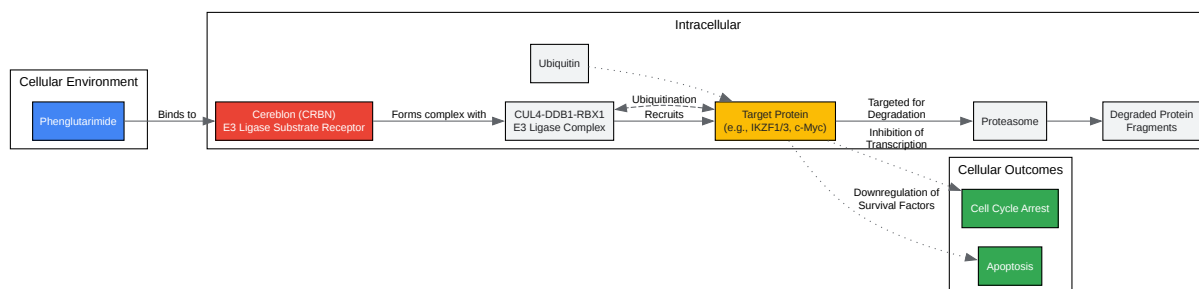 Intracellular
Cellular Environment
Phenglutarimide
Binds to
Cereblon (CRBN)
E3 Ligase Substrate Receptor
Forms complex with
Ubiquitin
CUL4-DDB1-RBX1
E3 Ligase Complex
Ubiquitination
Recruits
Target Protein
(e.g., IKZF1/3, c-Myc)
Targeted for
Degradation
Inhibition of
Transcription
Proteasome
Degraded Protein
Fragments
Downregulation of
Survival Factors
Cellular Outcomes
Cell Cycle Arrest
Apoptosis